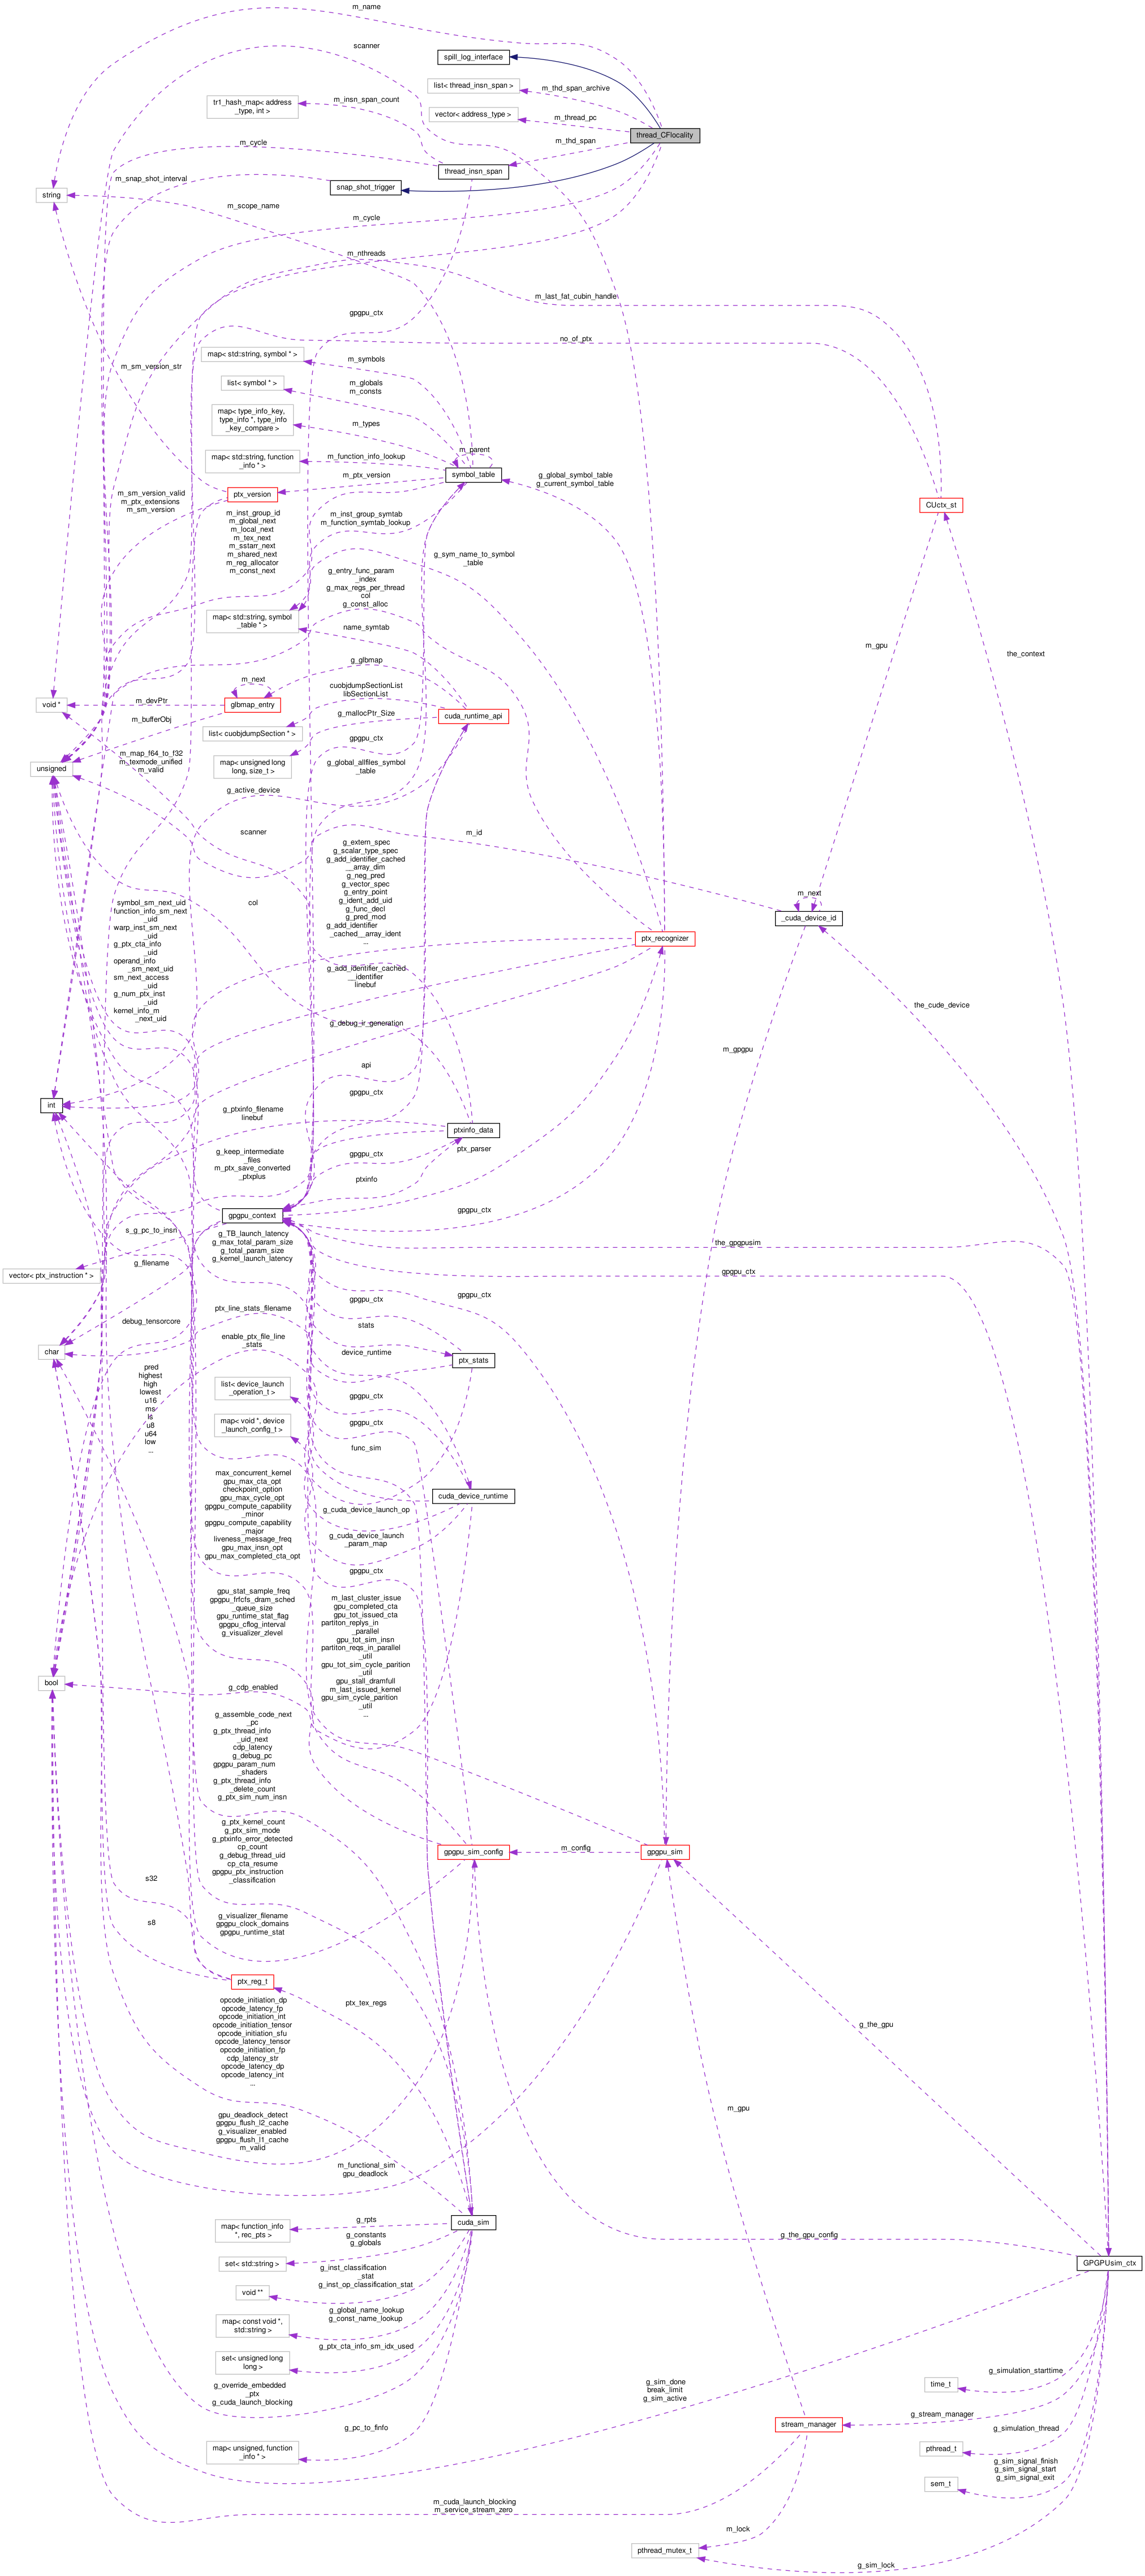 m_name
scanner
spill_log_interface
list< thread_insn_span >
m_thd_span_archive
tr1_hash_map< address
_type, int >
m_insn_span_count
vector< address_type >
m_thread_pc
thread_CFlocality
m_cycle
m_thd_span
thread_insn_span
m_snap_shot_interval
snap_shot_trigger
string
m_scope_name
m_cycle
m_nthreads
m_last_fat_cubin_handle
gpgpu_ctx
no_of_ptx
map< std::string, symbol * >
m_symbols
m_sm_version_str
list< symbol * >
m_globals
m_consts
map< type_info_key,
type_info *, type_info
_key_compare >
m_types
m_parent
map< std::string, function
_info * >
m_function_info_lookup
symbol_table
g_global_symbol_table
g_current_symbol_table
m_ptx_version
ptx_version
m_sm_version_valid
m_ptx_extensions
m_sm_version
CUctx_st
m_inst_group_id
m_global_next
m_local_next
m_tex_next
m_sstarr_next
m_shared_next
m_reg_allocator
m_const_next
m_inst_group_symtab
m_function_symtab_lookup
g_sym_name_to_symbol
_table
g_entry_func_param
_index
g_max_regs_per_thread
col
g_const_alloc
map< std::string, symbol
_table * >
name_symtab
m_gpu
the_context
g_glbmap
m_next
void *
m_devPtr
glbmap_entry
cuobjdumpSectionList
libSectionList
m_bufferObj
g_mallocPtr_Size
cuda_runtime_api
list< cuobjdumpSection * >
gpgpu_ctx
m_map_f64_to_f32
m_texmode_unified
m_valid
unsigned
map< unsigned long
long, size_t >
g_global_allfiles_symbol
_table
g_active_device
scanner
m_id
g_extern_spec
g_scalar_type_spec
g_add_identifier_cached
__array_dim
g_neg_pred
g_vector_spec
g_entry_point
g_ident_add_uid
g_func_decl
g_pred_mod
g_add_identifier
_cached__array_ident
...
m_next
_cuda_device_id
symbol_sm_next_uid
function_info_sm_next
_uid
warp_inst_sm_next
_uid
g_ptx_cta_info
_uid
operand_info
_sm_next_uid
sm_next_access
_uid
g_num_ptx_inst
_uid
kernel_info_m
_next_uid
col
ptx_recognizer
g_add_identifier_cached
__identifier
linebuf
the_cude_device
g_debug_ir_generation
m_gpgpu
api
int
gpgpu_ctx
g_ptxinfo_filename
linebuf
ptxinfo_data
ptx_parser
g_keep_intermediate
_files
m_ptx_save_converted
_ptxplus
gpgpu_ctx
ptxinfo
gpgpu_context
gpgpu_ctx
s_g_pc_to_insn
g_TB_launch_latency
g_max_total_param_size
g_total_param_size
g_kernel_launch_latency
the_gpgpusim
vector< ptx_instruction * >
g_filename
gpgpu_ctx
gpgpu_ctx
gpgpu_ctx
debug_tensorcore
ptx_line_stats_filename
stats
char
enable_ptx_file_line
_stats
device_runtime
ptx_stats
pred
highest
high
lowest
u16
ms
ls
u8
u64
low
...
list< device_launch
_operation_t >
gpgpu_ctx
map< void *, device
_launch_config_t >
gpgpu_ctx
func_sim
max_concurrent_kernel
gpu_max_cta_opt
checkpoint_option
gpu_max_cycle_opt
gpgpu_compute_capability
_minor
gpgpu_compute_capability
_major
liveness_message_freq
gpu_max_insn_opt
gpu_max_completed_cta_opt
cuda_device_runtime
g_cuda_device_launch_op
g_cuda_device_launch
_param_map
gpgpu_ctx
gpu_stat_sample_freq
gpgpu_frfcfs_dram_sched
_queue_size
gpu_runtime_stat_flag
gpgpu_cflog_interval
g_visualizer_zlevel
m_last_cluster_issue
gpu_completed_cta
gpu_tot_issued_cta
partiton_replys_in
_parallel
gpu_tot_sim_insn
partiton_reqs_in_parallel
_util
gpu_tot_sim_cycle_parition
_util
gpu_stall_dramfull
m_last_issued_kernel
gpu_sim_cycle_parition
_util
...
bool
g_cdp_enabled
g_assemble_code_next
_pc
g_ptx_thread_info
_uid_next
cdp_latency
g_debug_pc
gpgpu_param_num
_shaders
g_ptx_thread_info
_delete_count
g_ptx_sim_num_insn
g_ptx_kernel_count
g_ptx_sim_mode
g_ptxinfo_error_detected
cp_count
g_debug_thread_uid
cp_cta_resume
gpgpu_ptx_instruction
_classification
gpgpu_sim_config
m_config
gpgpu_sim
s32
g_visualizer_filename
gpgpu_clock_domains
gpgpu_runtime_stat
s8
ptx_reg_t
ptx_tex_regs
opcode_initiation_dp
opcode_latency_fp
opcode_initiation_int
opcode_initiation_tensor
opcode_initiation_sfu
opcode_latency_tensor
opcode_initiation_fp
cdp_latency_str
opcode_latency_dp
opcode_latency_int
...
g_the_gpu
m_gpu
gpu_deadlock_detect
gpgpu_flush_l2_cache
g_visualizer_enabled
gpgpu_flush_l1_cache
m_valid
m_functional_sim
gpu_deadlock
map< function_info
*, rec_pts >
g_rpts
cuda_sim
g_constants
g_globals
g_the_gpu_config
set< std::string >
GPGPUsim_ctx
g_inst_classification
_stat
g_inst_op_classification_stat
void **
g_global_name_lookup
g_const_name_lookup
map< const void *,
std::string >
g_ptx_cta_info_sm_idx_used
set< unsigned long
long >
g_override_embedded
_ptx
g_cuda_launch_blocking
g_sim_done
break_limit
g_sim_active
g_simulation_starttime
time_t
g_stream_manager
stream_manager
g_simulation_thread
g_pc_to_finfo
map< unsigned, function
_info * >
pthread_t
g_sim_signal_finish
g_sim_signal_start
g_sim_signal_exit
sem_t
m_cuda_launch_blocking
m_service_stream_zero
m_lock
pthread_mutex_t
g_sim_lock